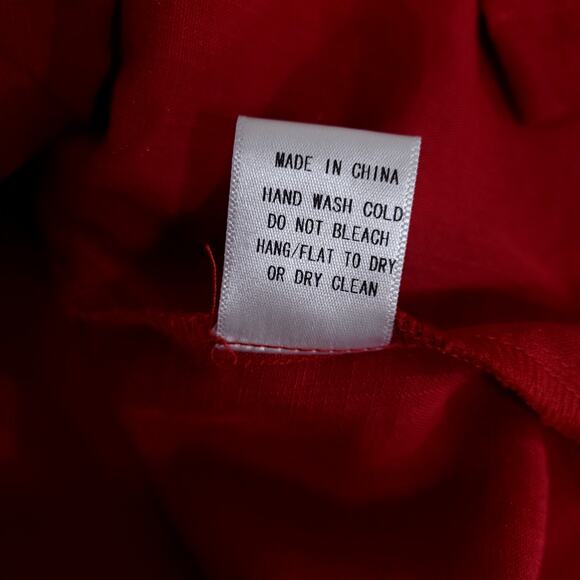 MADE IN CHINA
HAND WASH COLD
DO NOT BLEACH
HANG/FLAT TO DRY
OR DRY CLEAN